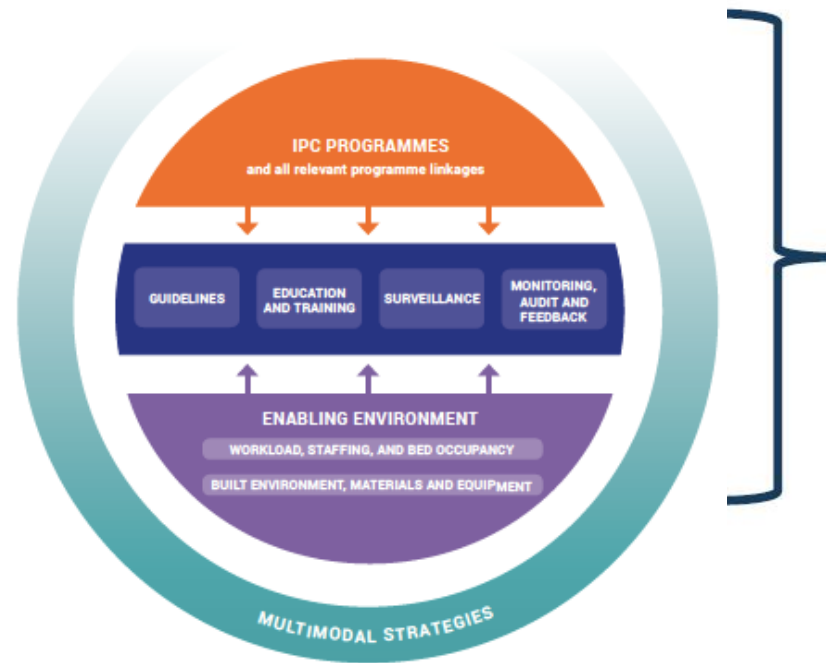 IPC PROGRAMMES
and all relevant programme linkages
GUIDELINES
EDUCATION
AND TRAINING
SURVEILLANCE
MONITORING,
AUDIT AND
FEEDBACK
ENABLING ENVIRONMENT
WORKLOAD, STAFFING, AND BED OCCUPANCY
BUILT ENVIRONMENT, MATERIALS AND EQUIPMENT
MULTIMODAL STRATEGIES